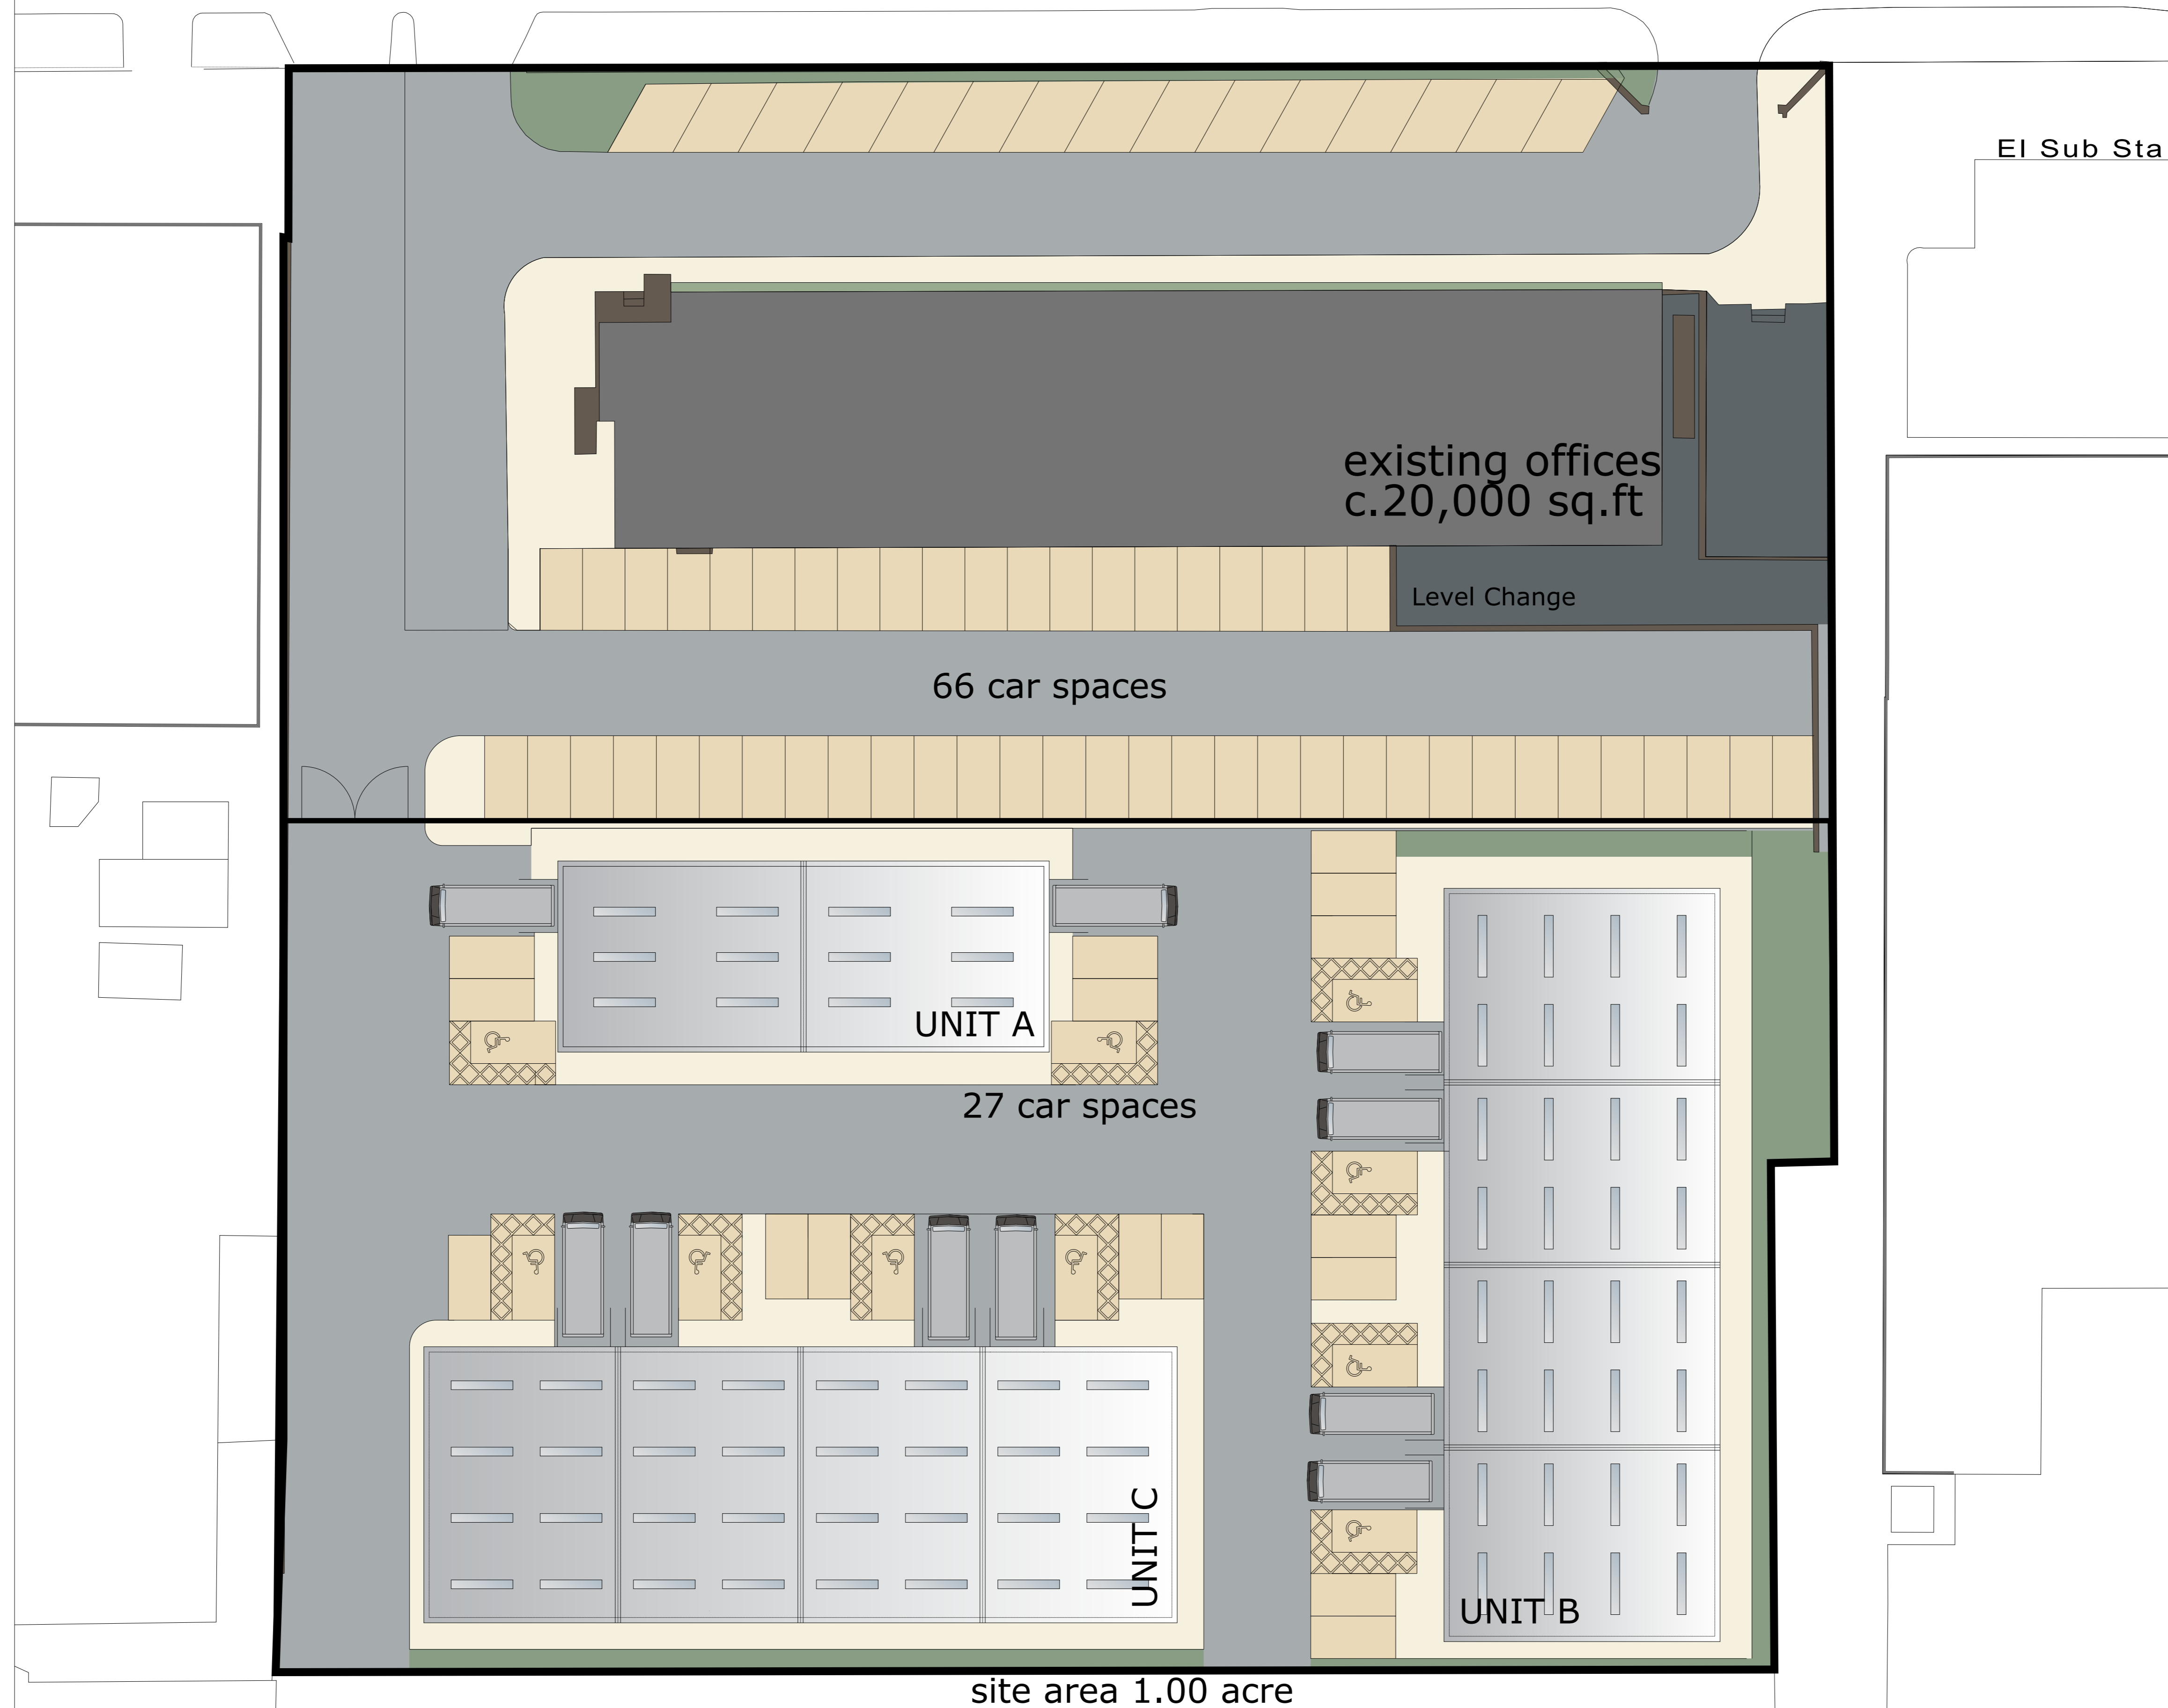 El Sub Sta
existing offices
c.20,000 sq.ft
Level Change
66 car spaces
UNIT A
27 car spaces
UNIT C
UNIT B
site area 1.00 acre